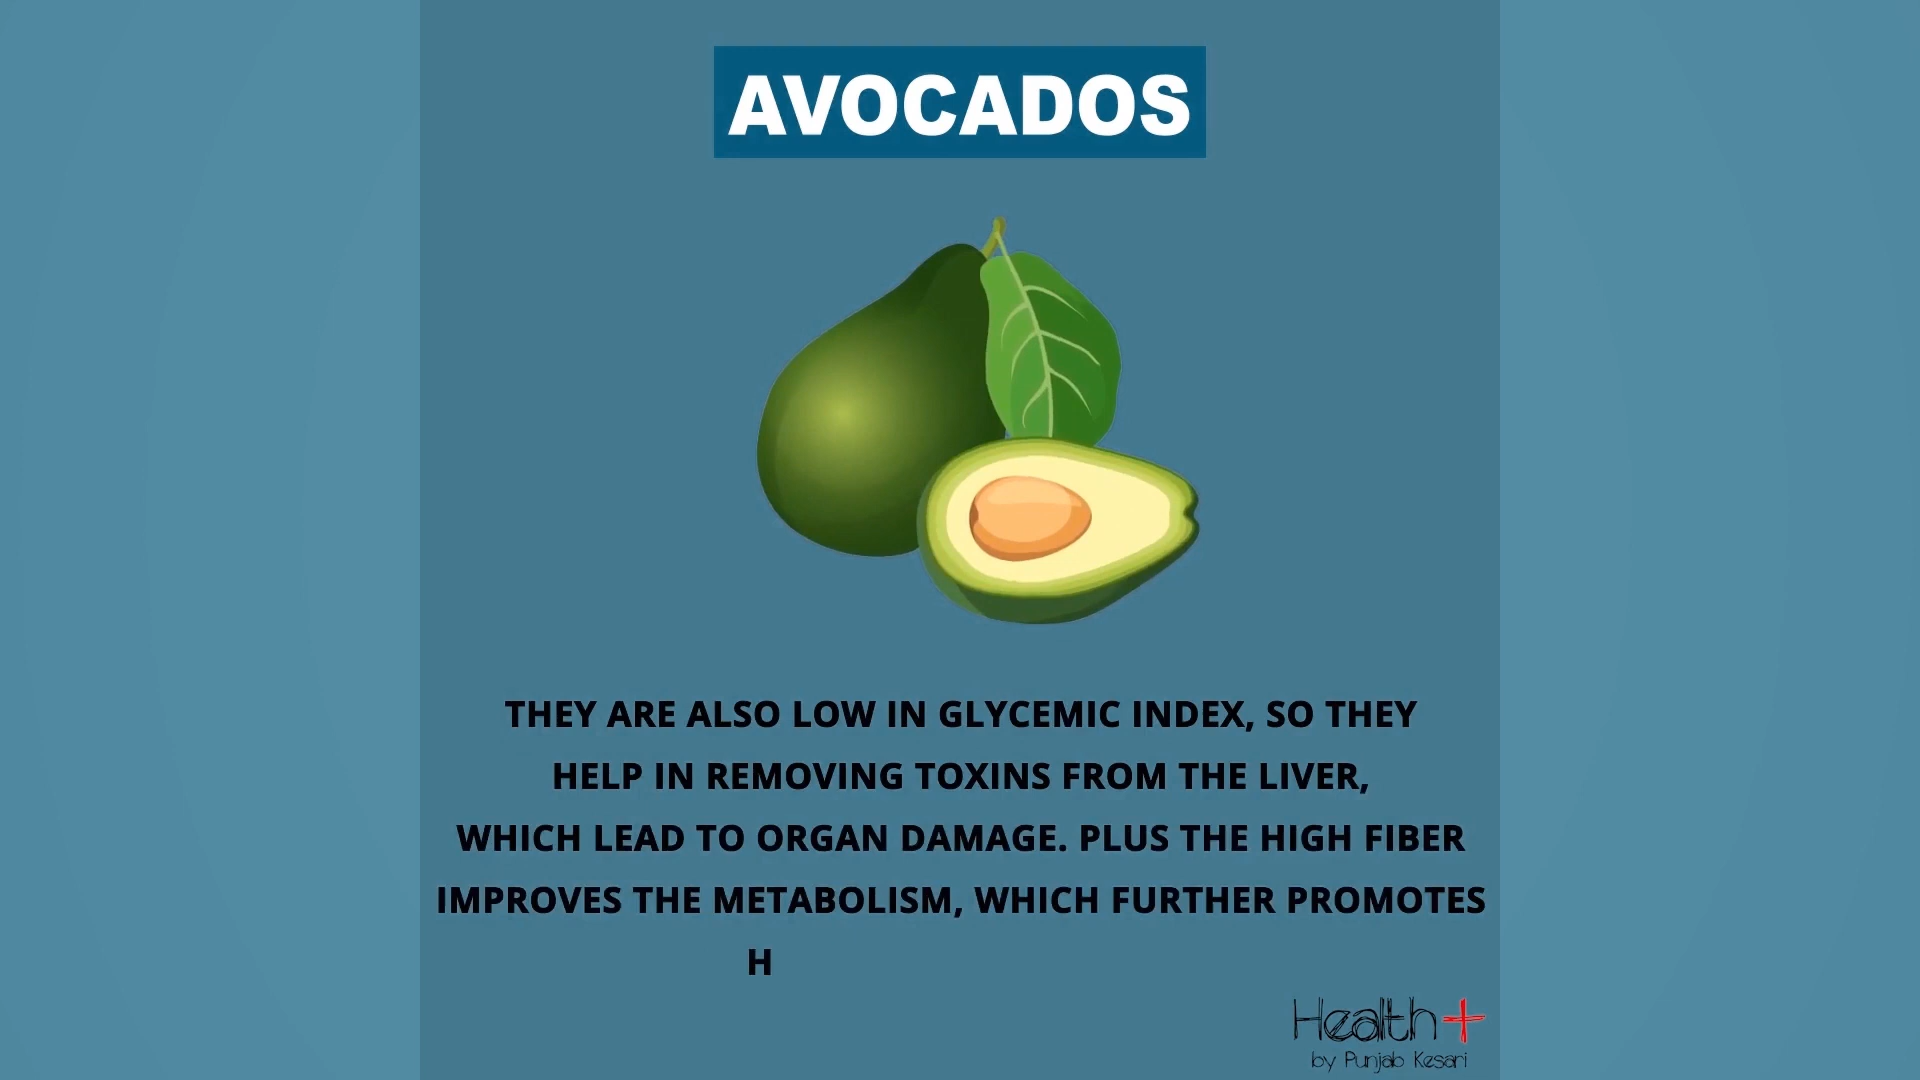 AVOCADOS
THEY ARE ALSO LOW IN GLYCEMIC INDEX, SO THEY
HELP IN REMOVING TOXINS FROM THE LIVER,
WHICH LEAD TO ORGAN DAMAGE. PLUS THE HIGH FIBER
IMPROVES THE METABOLISM, WHICH FURTHER PROMOTES
H
Health+
by Punjab Kesari